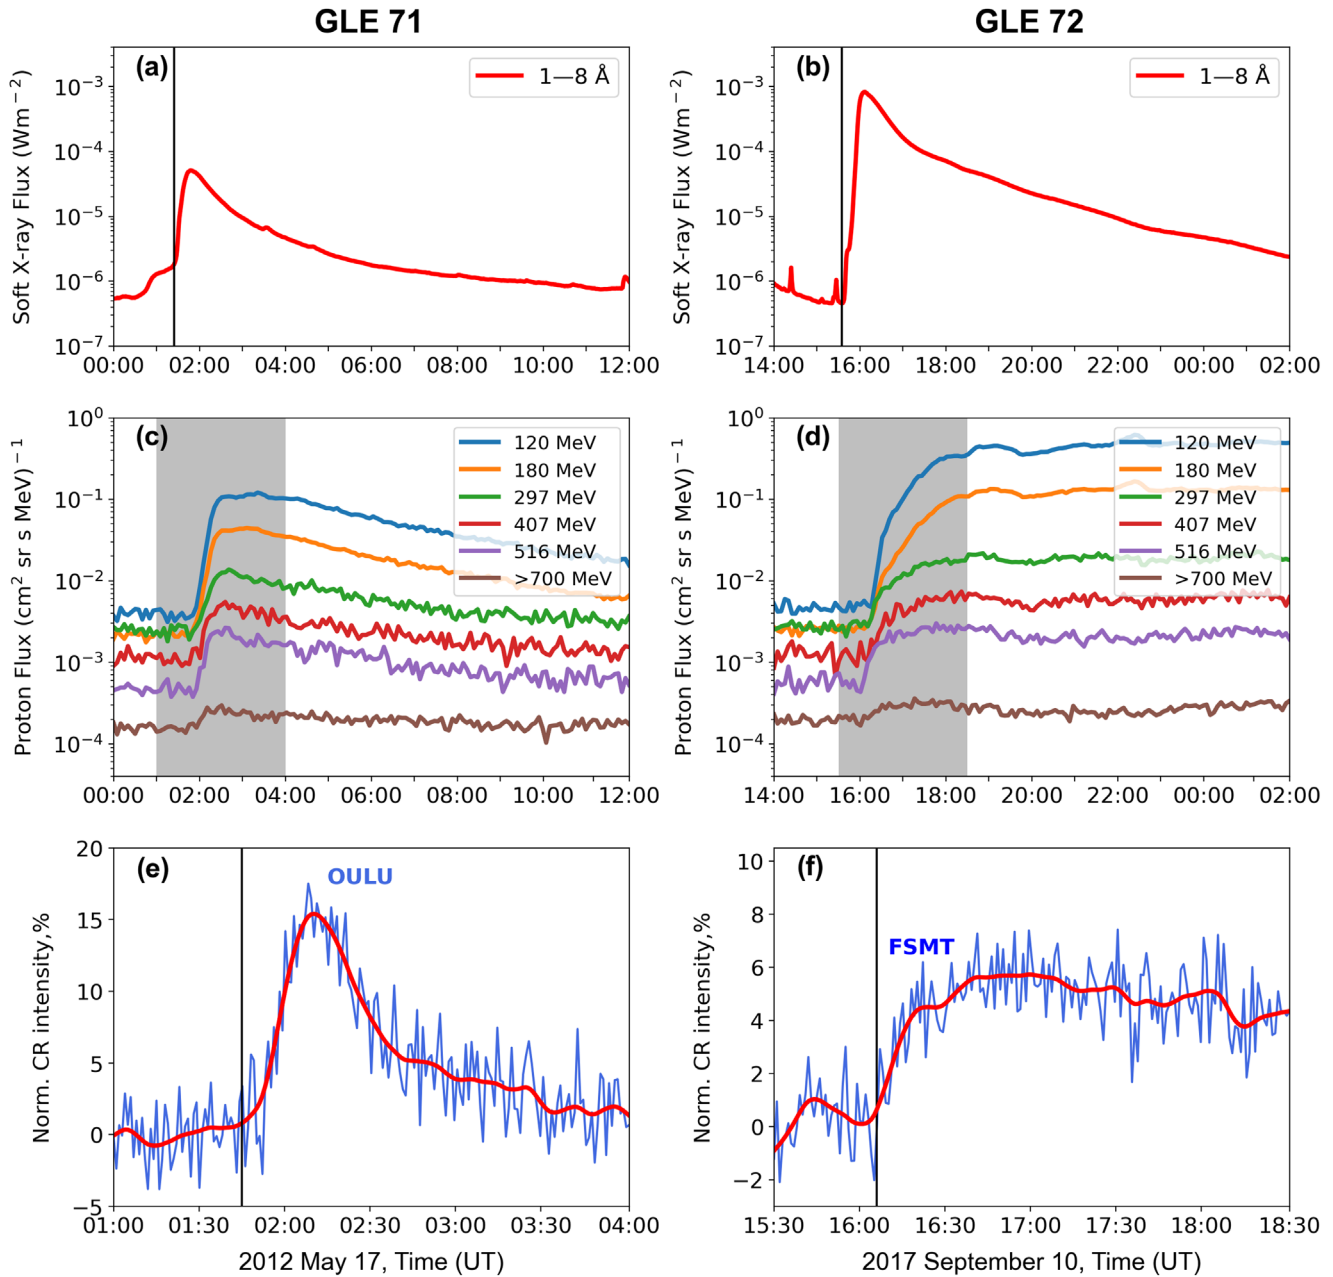 GLE 71
GLE 72
(a)
1—8 Å
Soft X-ray Flux (Wm⁻²)
10⁻³
10⁻⁴
10⁻⁵
10⁻⁶
10⁻⁷
00:00 02:00 04:00 06:00 08:00 10:00 12:00
(b)
1—8 Å
Soft X-ray Flux (Wm⁻²)
10⁻³
10⁻⁴
10⁻⁵
10⁻⁶
10⁻⁷
14:00 16:00 18:00 20:00 22:00 00:00 02:00
(c)
120 MeV
180 MeV
297 MeV
407 MeV
516 MeV
>700 MeV
Proton Flux (cm² sr s MeV)⁻¹
10⁰
10⁻¹
10⁻²
10⁻³
10⁻⁴
00:00 02:00 04:00 06:00 08:00 10:00 12:00
(d)
120 MeV
180 MeV
297 MeV
407 MeV
516 MeV
>700 MeV
Proton Flux (cm² sr s MeV)⁻¹
10⁰
10⁻¹
10⁻²
10⁻³
10⁻⁴
14:00 16:00 18:00 20:00 22:00 00:00 02:00
(e)
OULU
Norm. CR intensity,%
20
15
10
5
0
−5
01:00 01:30 02:00 02:30 03:00 03:30 04:00
2012 May 17, Time (UT)
(f)
FSMT
Norm. CR intensity,%
10
8
6
4
2
0
−2
15:30 16:00 16:30 17:00 17:30 18:00 18:30
2017 September 10, Time (UT)